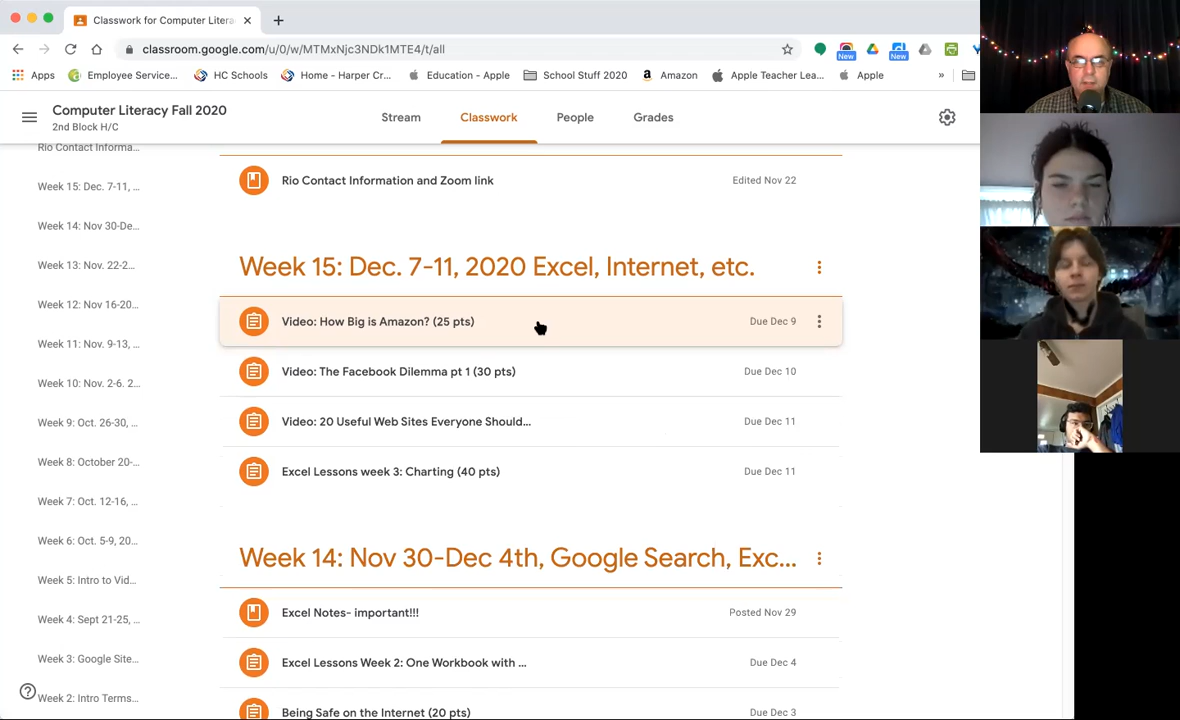 Classwork for Computer Litera
classroom.google.com/u/0/w/MTMxNjc3NDk1MTE4/t/all
New
New
Apps
Employee Service...
HC Schools
Home - Harper Cr...
Education - Apple
School Stuff 2020
Amazon
Apple Teacher Lea...
Apple
»
Computer Literacy Fall 2020
2nd Block H/C
Stream
Classwork
People
Grades
Rio Contact Informa...
Week 15: Dec. 7-11, ...
Week 14: Nov 30-De...
Week 13: Nov. 22-2...
Week 12: Nov 16-20...
Week 11: Nov. 9-13, ...
Week 10: Nov. 2-6. 2...
Week 9: Oct. 26-30, ...
Week 8: October 20-...
Week 7: Oct. 12-16, ...
Week 6: Oct. 5-9, 20...
Week 5: Intro to Vid...
Week 4: Sept 21-25, ...
Week 3: Google Site...
Week 2: Intro Terms...
Rio Contact Information and Zoom link
Edited Nov 22
Week 15: Dec. 7-11, 2020 Excel, Internet, etc.
Video: How Big is Amazon? (25 pts)
Due Dec 9
Video: The Facebook Dilemma pt 1 (30 pts)
Due Dec 10
Video: 20 Useful Web Sites Everyone Should...
Due Dec 11
Excel Lessons week 3: Charting (40 pts)
Due Dec 11
Week 14: Nov 30-Dec 4th, Google Search, Exc...
Excel Notes- important!!!
Posted Nov 29
Excel Lessons Week 2: One Workbook with ...
Due Dec 4
Being Safe on the Internet (20 pts)
Due Dec 3